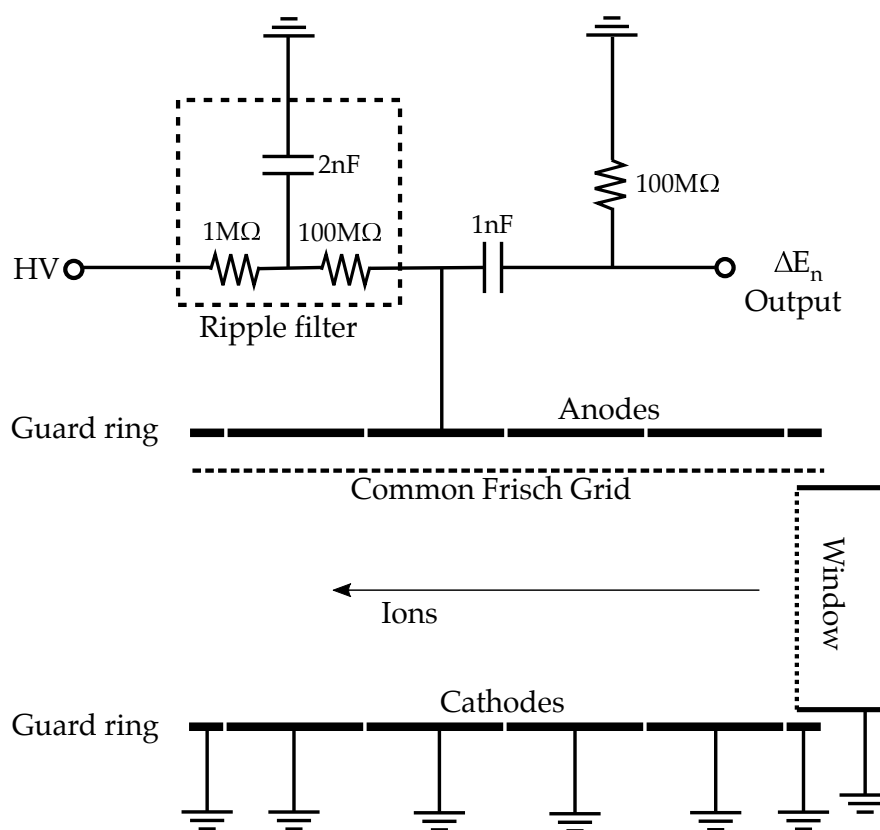 2nF
100MΩ
1MΩ
100MΩ
1nF
HV
ΔEn
Output
Ripple filter
Anodes
Guard ring
Common Frisch Grid
Window
Ions
Cathodes
Guard ring